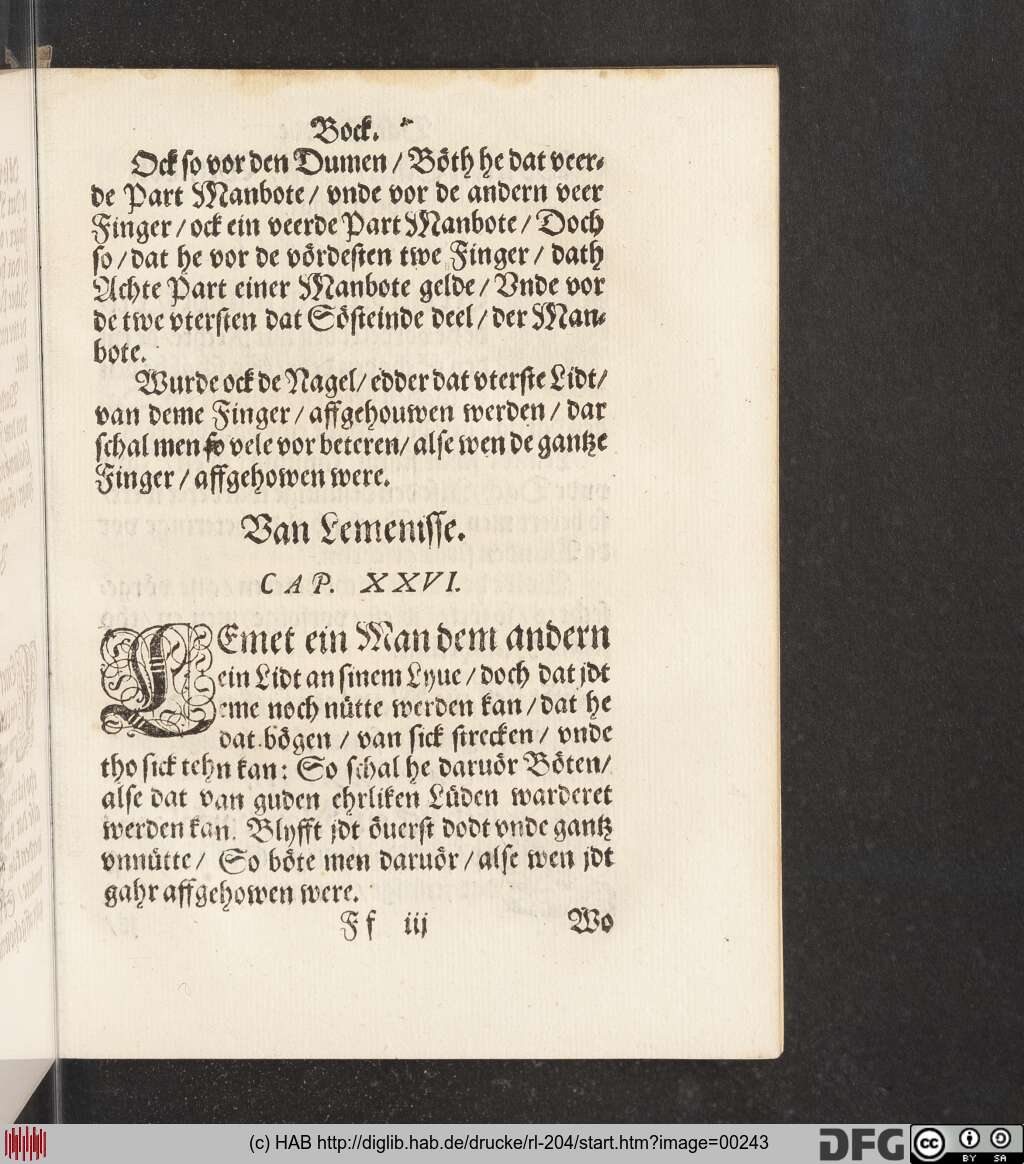 Bock.
Ock so vor den Dumen / Böth he dat veer-
de Part Manbote / vnde vor de andern veer
Finger / ock ein veerde Part Manbote / Doch
so / dat he vor de vördesten twe Finger / dath
Achte Part einer Manbote gelde / Vnde vor
de twe vtersten dat Sösteinde deel / der Man-
bote.
Wurde ock de Nagel / edder dat vterste Lidt /
van deme Finger / affgehouwen werden / dar
schal men so vele vor beteren / alse wen de gantze
Finger / affgehowen were.
Van Lemenisse.
CAP. XXVI.
LEmet ein Man dem andern
ein Lidt an sinem Lyue / doch dat jdt
eme noch nütte werden kan / dat he
dat bögen / van sick strecken / vnde
tho sick tehn kan: So schal he daruör Böten /
alse dat van guden ehrliken Lüden warderet
werden kan. Blyfft jdt öuerst dodt vnde gantz
vnnütte / So böte men daruör / alse wen jdt
gahr affgehowen were.
Ff iij Wo
(c) HAB http://diglib.hab.de/drucke/rl-204/start.htm?image=00243
DFG cc BY SA